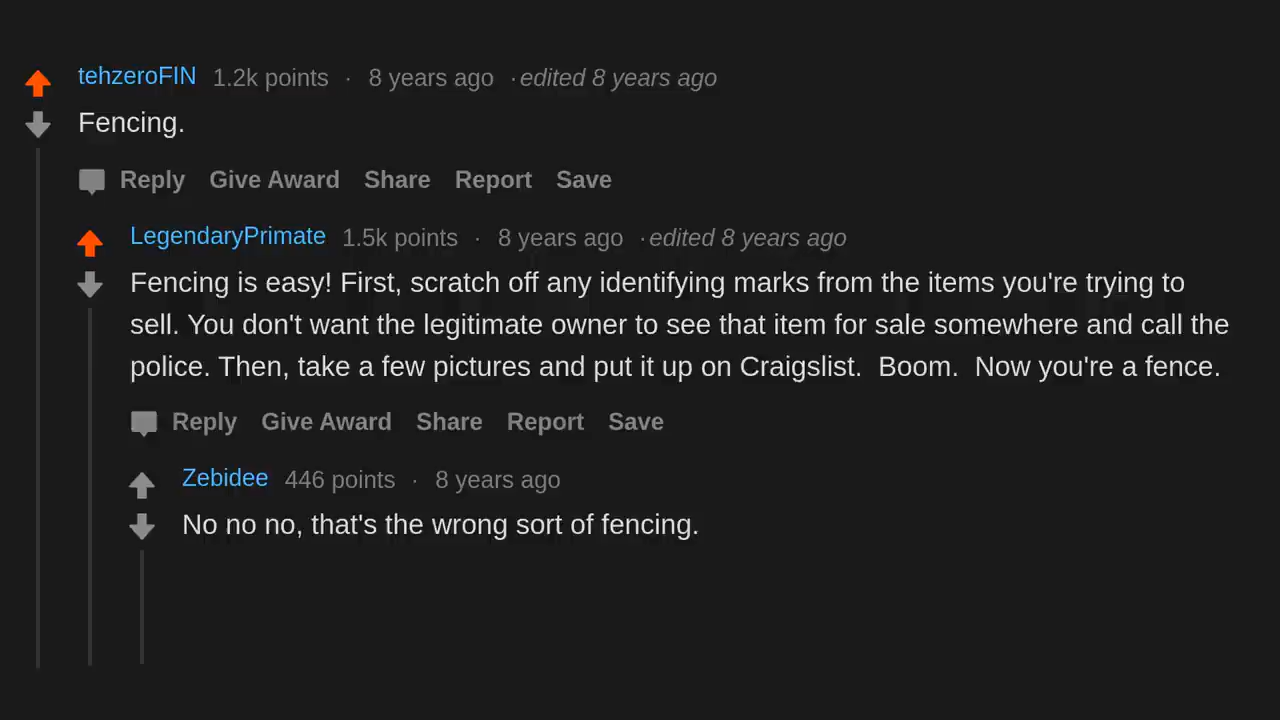 tehzeroFIN 1.2k points · 8 years ago · edited 8 years ago
Fencing.
Reply Give Award Share Report Save
LegendaryPrimate 1.5k points · 8 years ago · edited 8 years ago
Fencing is easy! First, scratch off any identifying marks from the items you're trying to
sell. You don't want the legitimate owner to see that item for sale somewhere and call the
police. Then, take a few pictures and put it up on Craigslist.  Boom.  Now you're a fence.
Reply Give Award Share Report Save
Zebidee 446 points · 8 years ago
No no no, that's the wrong sort of fencing.